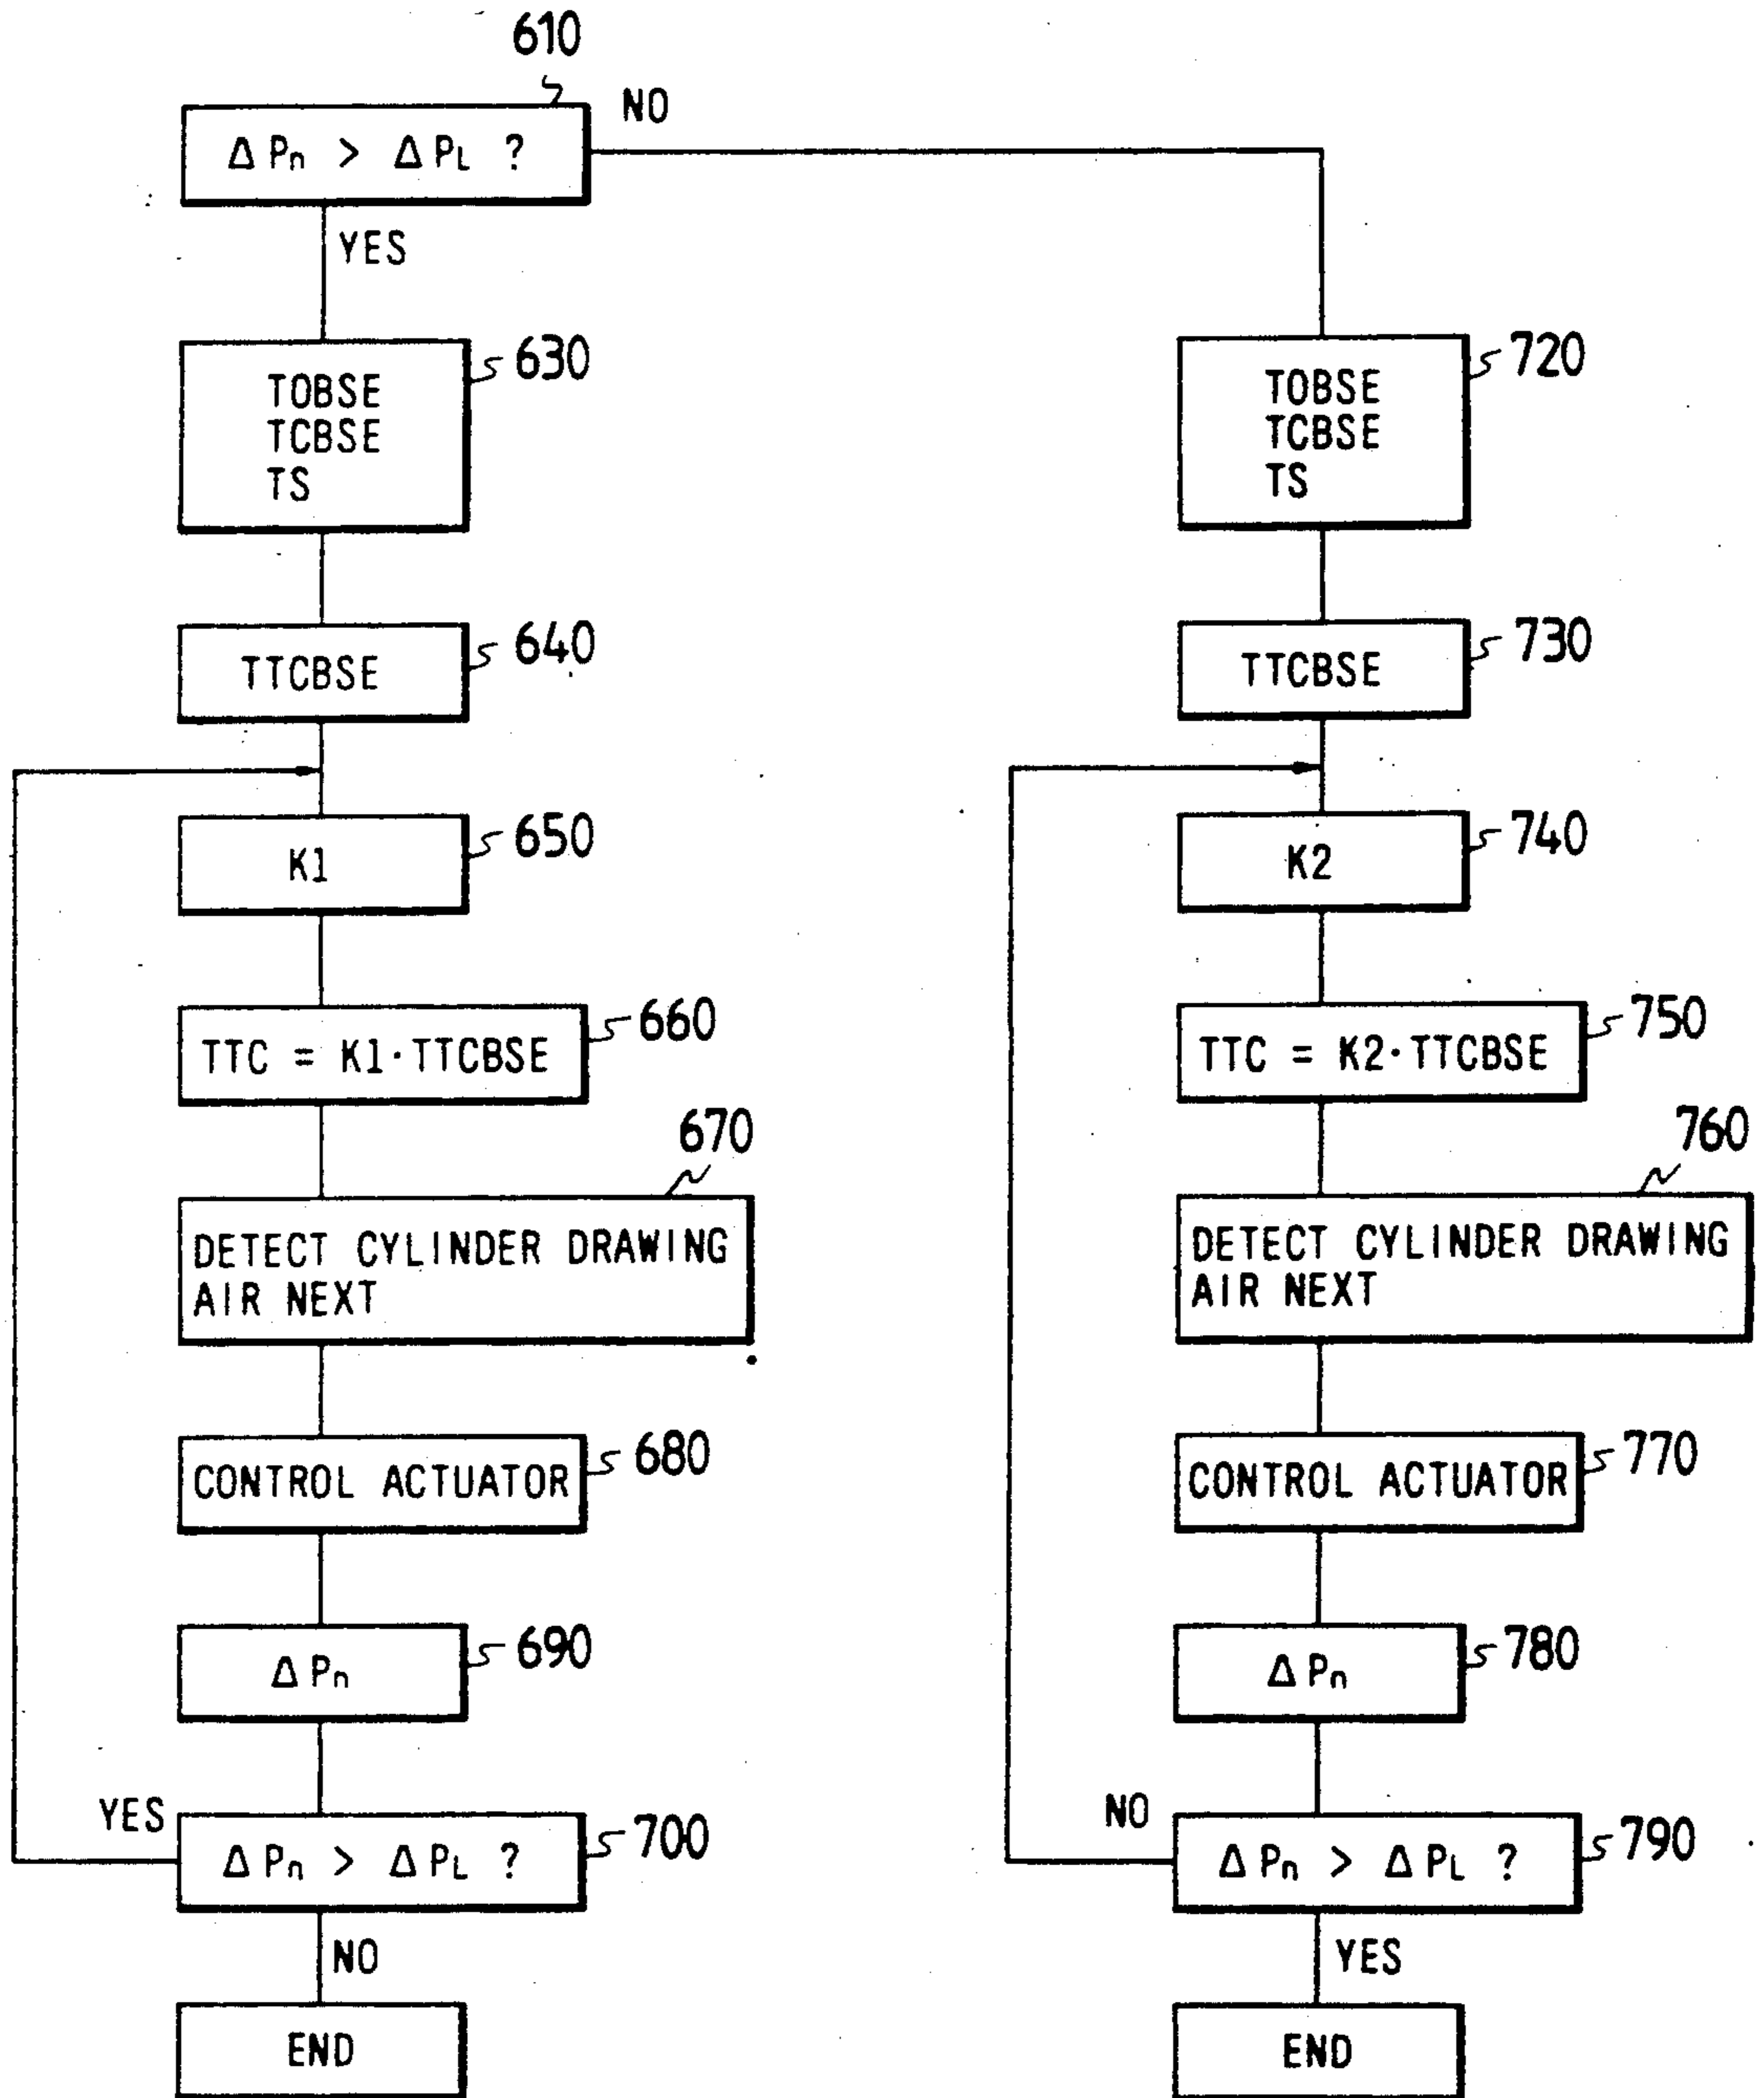 610
ΔPn > ΔPL ?
NO
YES
630
TOBSE
TCBSE
TS
640
TTCBSE
650
K1
660
TTC = K1·TTCBSE
670
DETECT CYLINDER DRAWING
AIR NEXT
680
CONTROL ACTUATOR
690
ΔPn
700
YES
ΔPn > ΔPL ?
NO
END
720
TOBSE
TCBSE
TS
730
TTCBSE
740
K2
750
TTC = K2·TTCBSE
760
DETECT CYLINDER DRAWING
AIR NEXT
770
CONTROL ACTUATOR
780
ΔPn
790
NO
ΔPn > ΔPL ?
YES
END